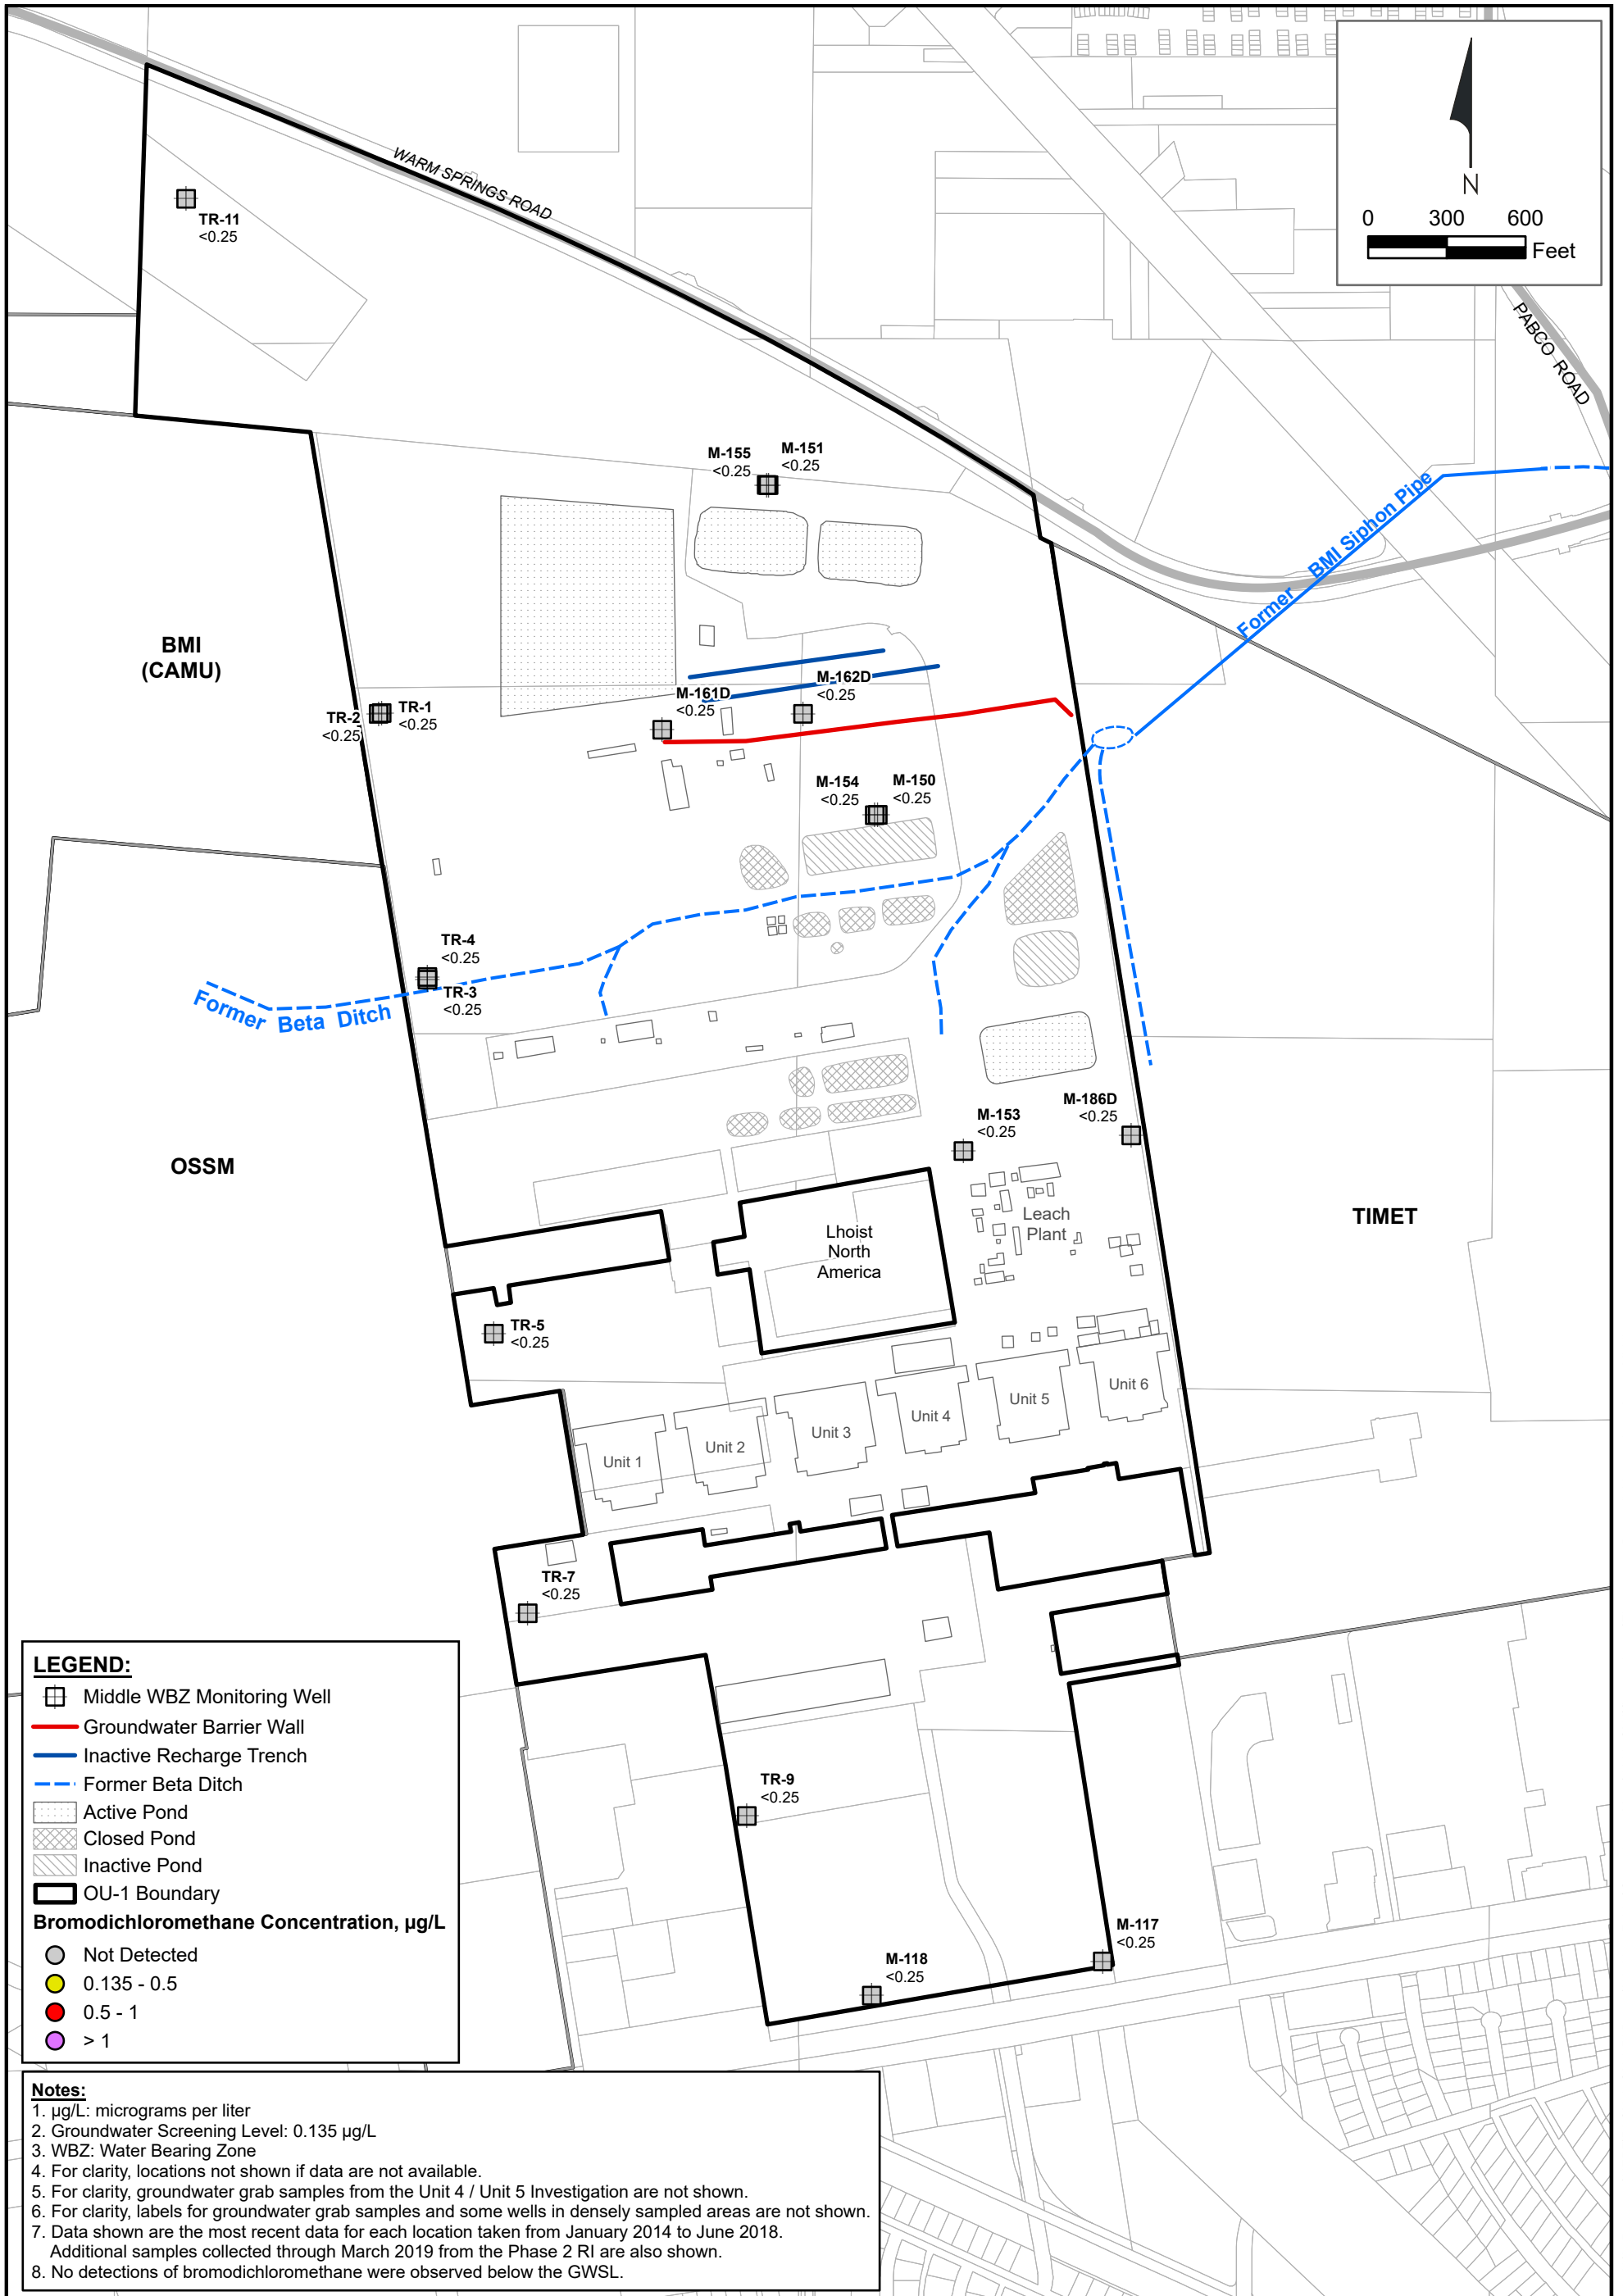 WARM SPRINGS ROAD
N
0 300 600
Feet
PABCO ROAD
TR-11
<0.25
M-155
<0.25
M-151
<0.25
Former BMI Siphon Pipe
BMI
(CAMU)
M-161D
<0.25
M-162D
<0.25
TR-2
<0.25
TR-1
<0.25
M-154
<0.25
M-150
<0.25
TR-4
<0.25
TR-3
<0.25
Former Beta Ditch
OSSM
M-153
<0.25
M-186D
<0.25
TIMET
Leach
Plant
Lhoist
North
America
TR-5
<0.25
Unit 1
Unit 2
Unit 3
Unit 4
Unit 5
Unit 6
TR-7
<0.25
TR-9
<0.25
M-118
<0.25
M-117
<0.25
LEGEND:
Middle WBZ Monitoring Well
Groundwater Barrier Wall
Inactive Recharge Trench
Former Beta Ditch
Active Pond
Closed Pond
Inactive Pond
OU-1 Boundary
Bromodichloromethane Concentration, µg/L
Not Detected
0.135 - 0.5
0.5 - 1
> 1
Notes:
1. µg/L: micrograms per liter
2. Groundwater Screening Level: 0.135 µg/L
3. WBZ: Water Bearing Zone
4. For clarity, locations not shown if data are not available.
5. For clarity, groundwater grab samples from the Unit 4 / Unit 5 Investigation are not shown.
6. For clarity, labels for groundwater grab samples and some wells in densely sampled areas are not shown.
7. Data shown are the most recent data for each location taken from January 2014 to June 2018.
Additional samples collected through March 2019 from the Phase 2 RI are also shown.
8. No detections of bromodichloromethane were observed below the GWSL.